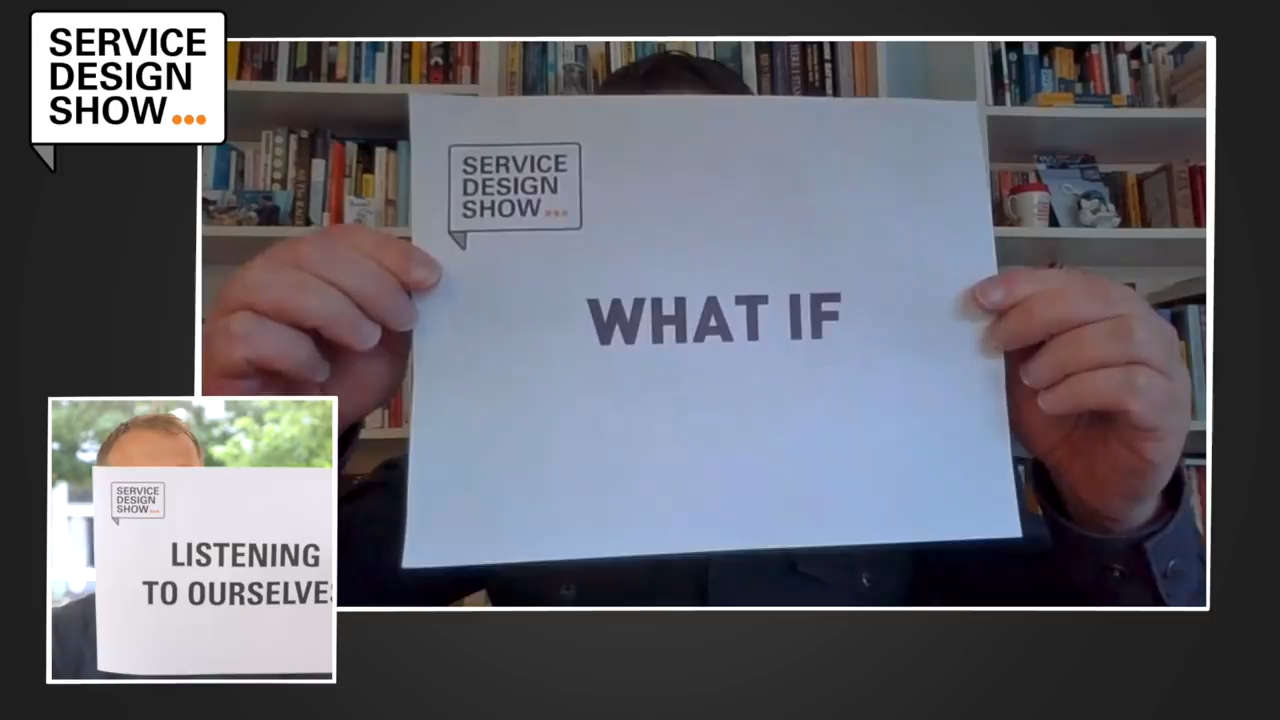 SERVICE
DESIGN
SHOW...
SERVICE
DESIGN
SHOW...
WHAT IF
SERVICE
DESIGN
SHOW...
LISTENING
TO OURSELVES